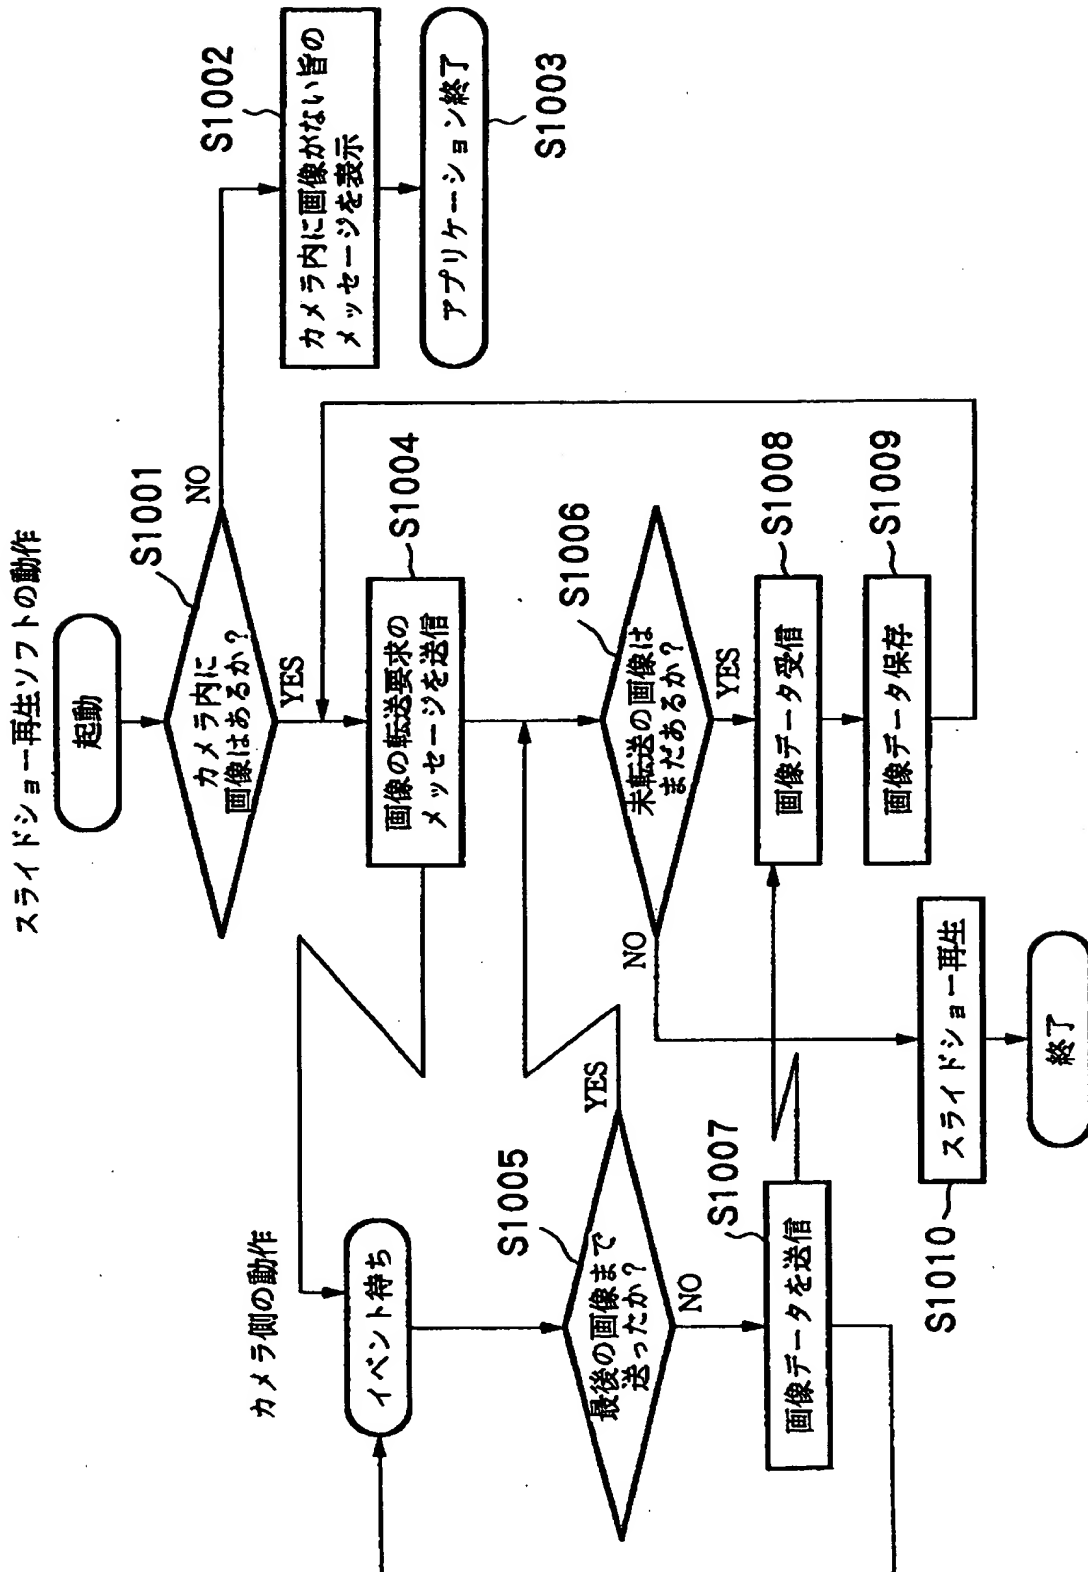 スライドショー再生ソフトの動作
起動
S1001
カメラ内に
画像はあるか?
NO
YES
S1002
カメラ内に画像がない旨の
メッセージを表示
S1003
アプリケーション終了
S1004
画像の転送要求の
メッセージを送信
カメラ側の動作
イベント待ち
S1005
最後の画像まで
送ったか?
YES
NO
S1006
未転送の画像は
まだあるか?
NO
YES
S1007
画像データを送信
S1008
画像データ受信
S1009
画像データ保存
S1010
スライドショー再生
終了